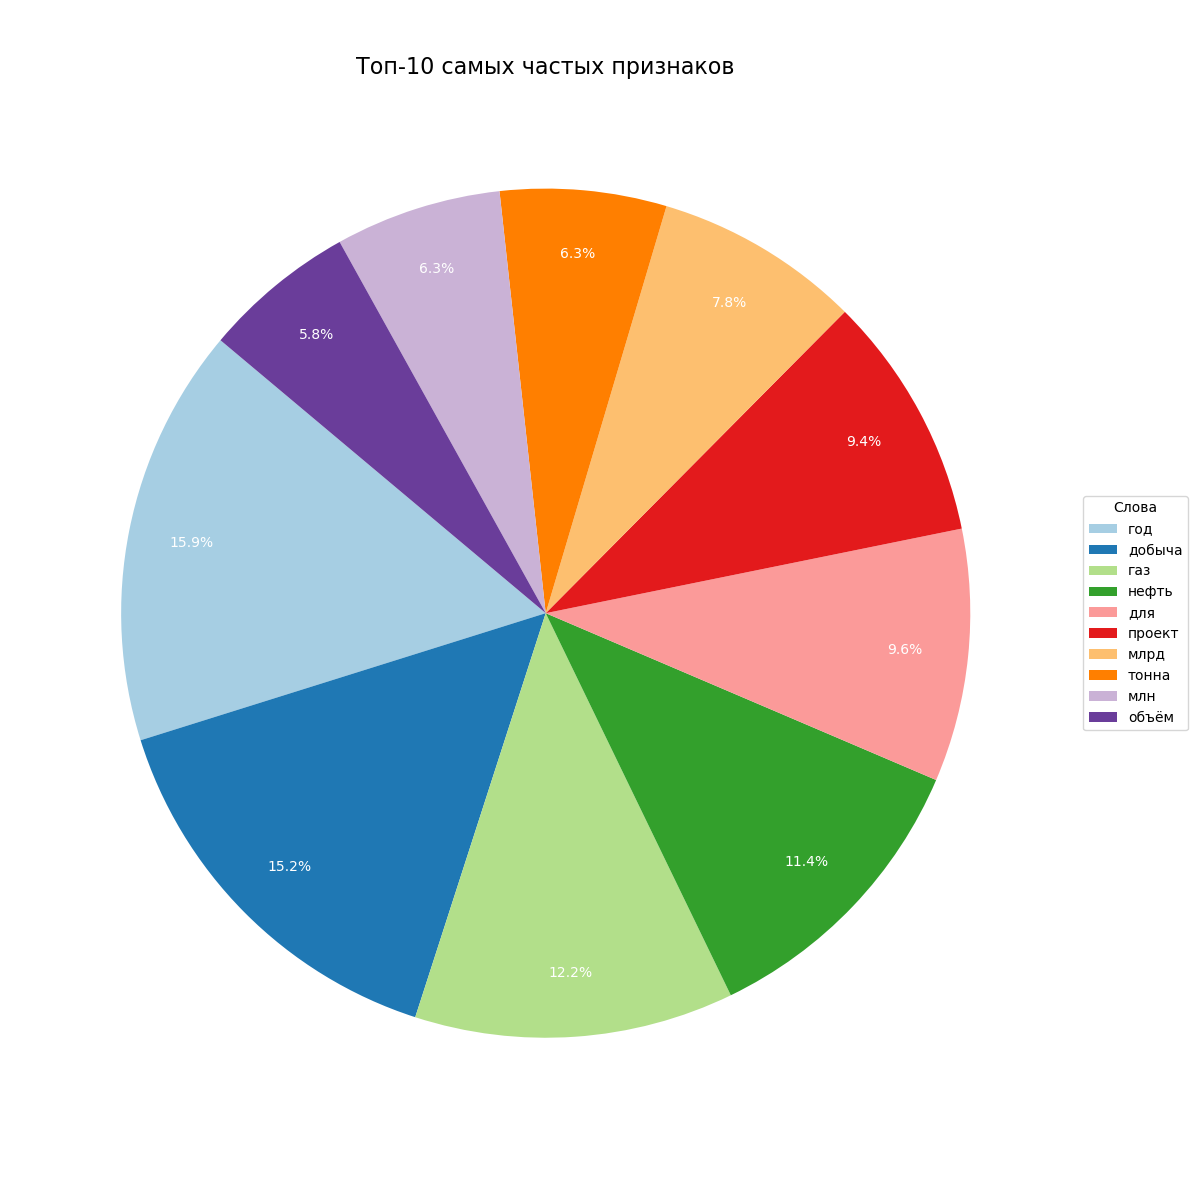 Топ-10 самых частых признаков
6.3%
6.3%
7.8%
5.8%
9.4%
15.9%
9.6%
15.2%
11.4%
12.2%
Слова
год
добыча
газ
нефть
для
проект
млрд
тонна
млн
объём